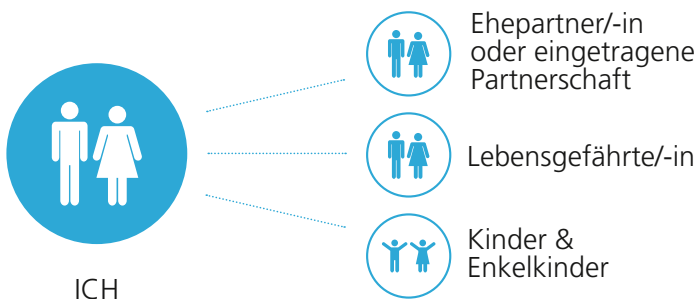 Ehepartner/-in
oder eingetragene
Partnerschaft
Lebensgefährte/-in
Kinder &
Enkelkinder
ICH